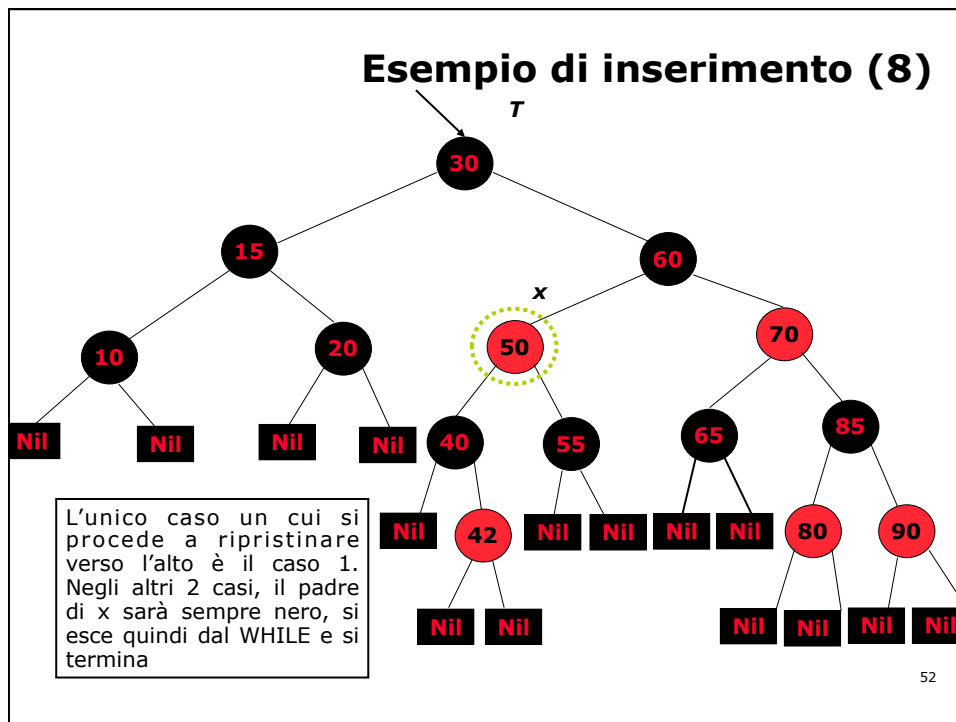 Esempio di inserimento (8)
T
30
15
60
x
10
20
50
70
Nil
Nil
Nil
Nil
40
55
65
85
L'unico caso un cui si
procede a ripristinare
verso l'alto è il caso 1.
Negli altri 2 casi, il padre
di x sarà sempre nero, si
esce quindi dal WHILE e si
termina
Nil
42
Nil
Nil
Nil
Nil
80
90
Nil
Nil
Nil
Nil
Nil
Nil
52